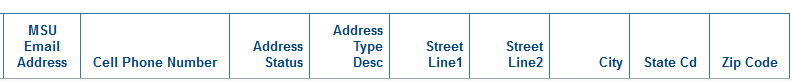 MSU
Email
Address
Cell Phone Number
Address
Status
Address
Type
Desc
Street
Line1
Street
Line2
City
State Cd
Zip Code